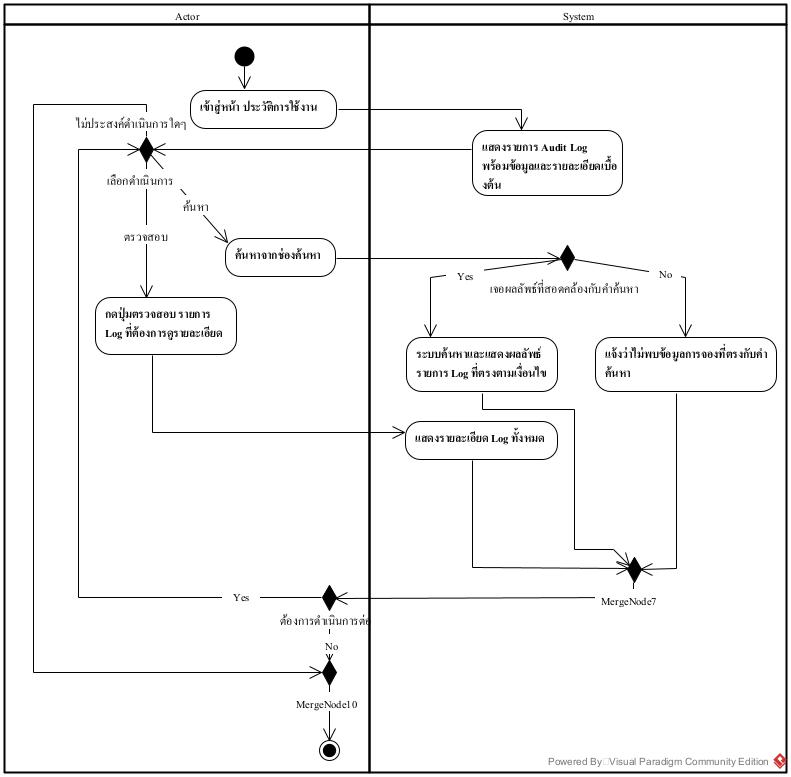 Actor
System
เข้าสู่หน้า ประวัติการใช้งาน
ไม่ประสงค์ดำเนินการใดๆ
แสดงรายการ Audit Log
พร้อมข้อมูลและรายละเอียดเบื้อ
งต้น
เลือกดำเนินการ
ค้นหา
ตรวจสอบ
ค้นหาจากช่องค้นหา
Yes
No
เจอผลลัพธ์ที่สอดคล้องกับคำค้นหา
กดปุ่มตรวจสอบ รายการ
Log ที่ต้องการดูรายละเอียด
ระบบค้นหาและแสดงผลลัพธ์
รายการ Log ที่ตรงตามเงื่อนไข
แจ้งว่าไม่พบข้อมูลการจองที่ตรงกับคำ
ค้นหา
แสดงรายละเอียด Log ทั้งหมด
Yes
MergeNode7
ต้องการดำเนินการต่อ
No
MergeNode10
Powered By Visual Paradigm Community Edition